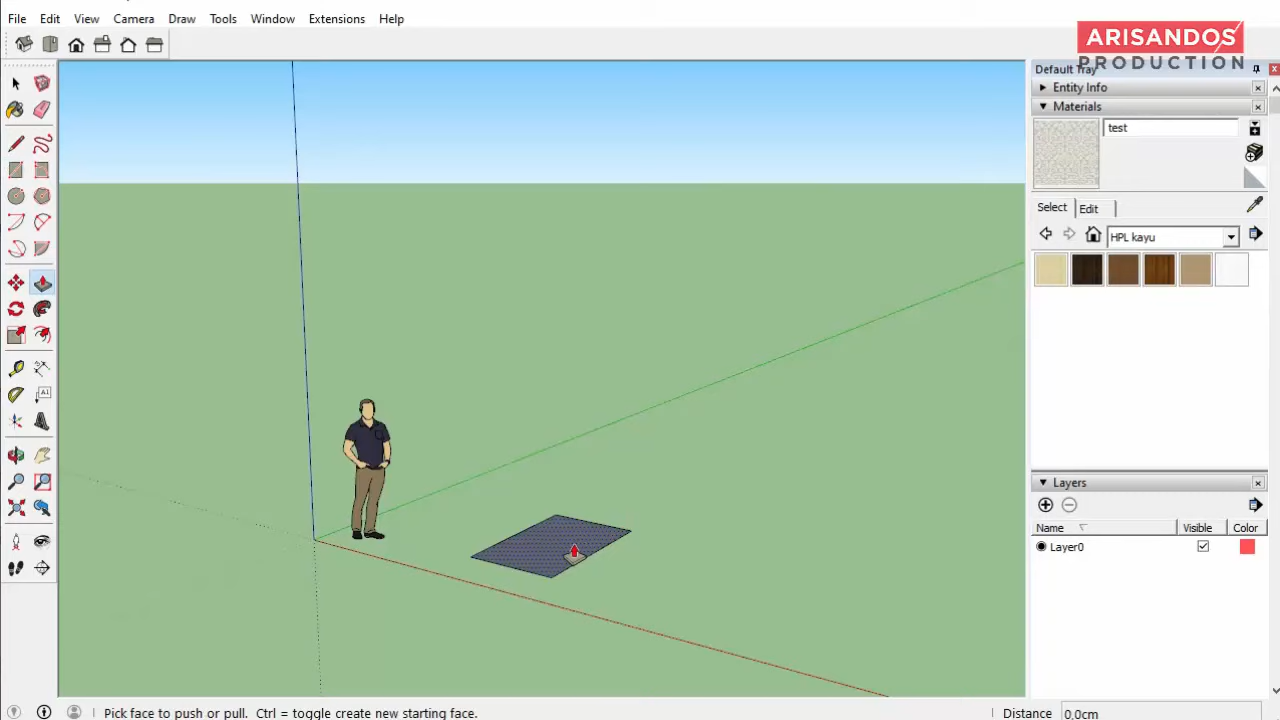 File Edit View Camera Draw Tools Window Extensions Help
ARISANDOS
PRODUCTION
Default Tray
Entity Info
Materials
test
Select Edit
HPL kayu
A1
Layers
Name Visible Color
Layer0
Pick face to push or pull. Ctrl = toggle create new starting face.
Distance 0,0cm